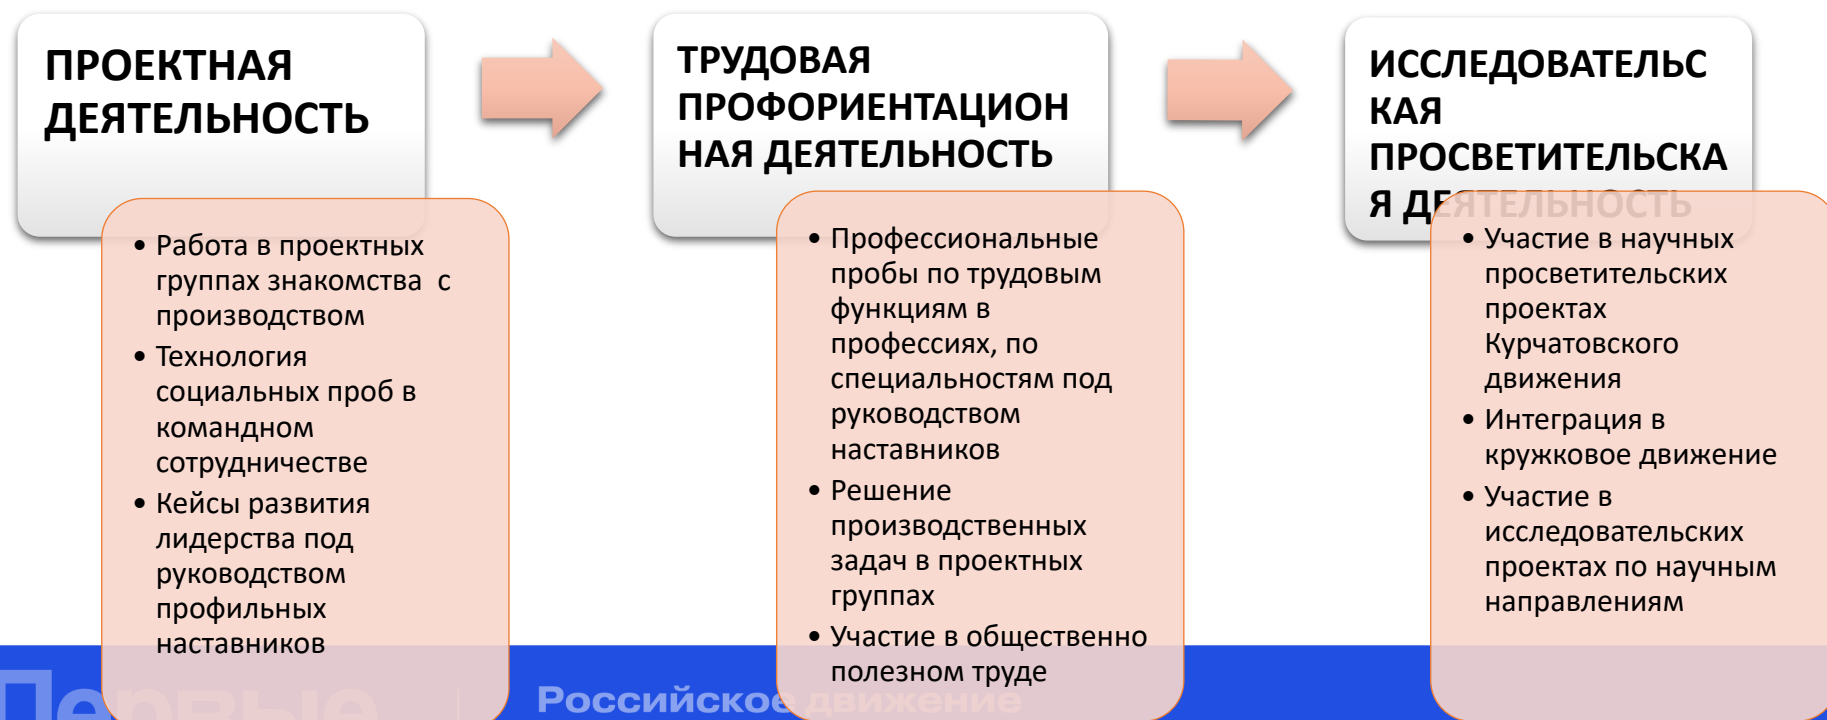 ПРОЕКТНАЯ
ДЕЯТЕЛЬНОСТЬ
• Работа в проектных
группах знакомства с
производством
• Технология
социальных проб в
командном
сотрудничестве
• Кейсы развития
лидерства под
руководством
профильных
наставников
ТРУДОВАЯ
ПРОФОРИЕНТАЦИОН
НАЯ ДЕЯТЕЛЬНОСТЬ
• Профессиональные
пробы по трудовым
функциям в
профессиях, по
специальностям под
руководством
наставников
• Решение
производственных
задач в проектных
группах
• Участие в общественно
полезном труде
ИССЛЕДОВАТЕЛЬС
КАЯ
ПРОСВЕТИТЕЛЬСКА
Я ДЕЯТЕЛЬНОСТЬ
• Участие в научных
просветительских
проектах
Курчатовского
движения
• Интеграция в
кружковое движение
• Участие в
исследовательских
проектах по научным
направлениям
Первые
Российское движение